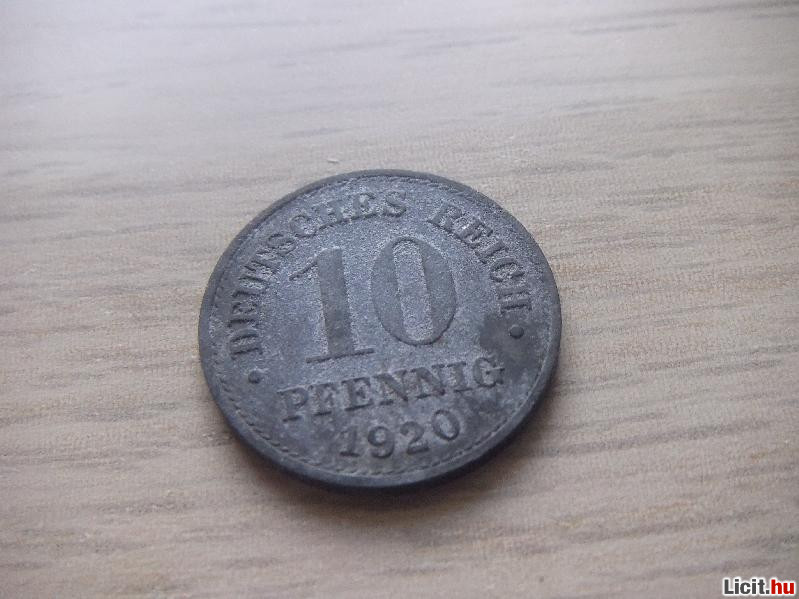 • DEUTSCHES REICH •
10
PFENNIG
1920
Licit.hu